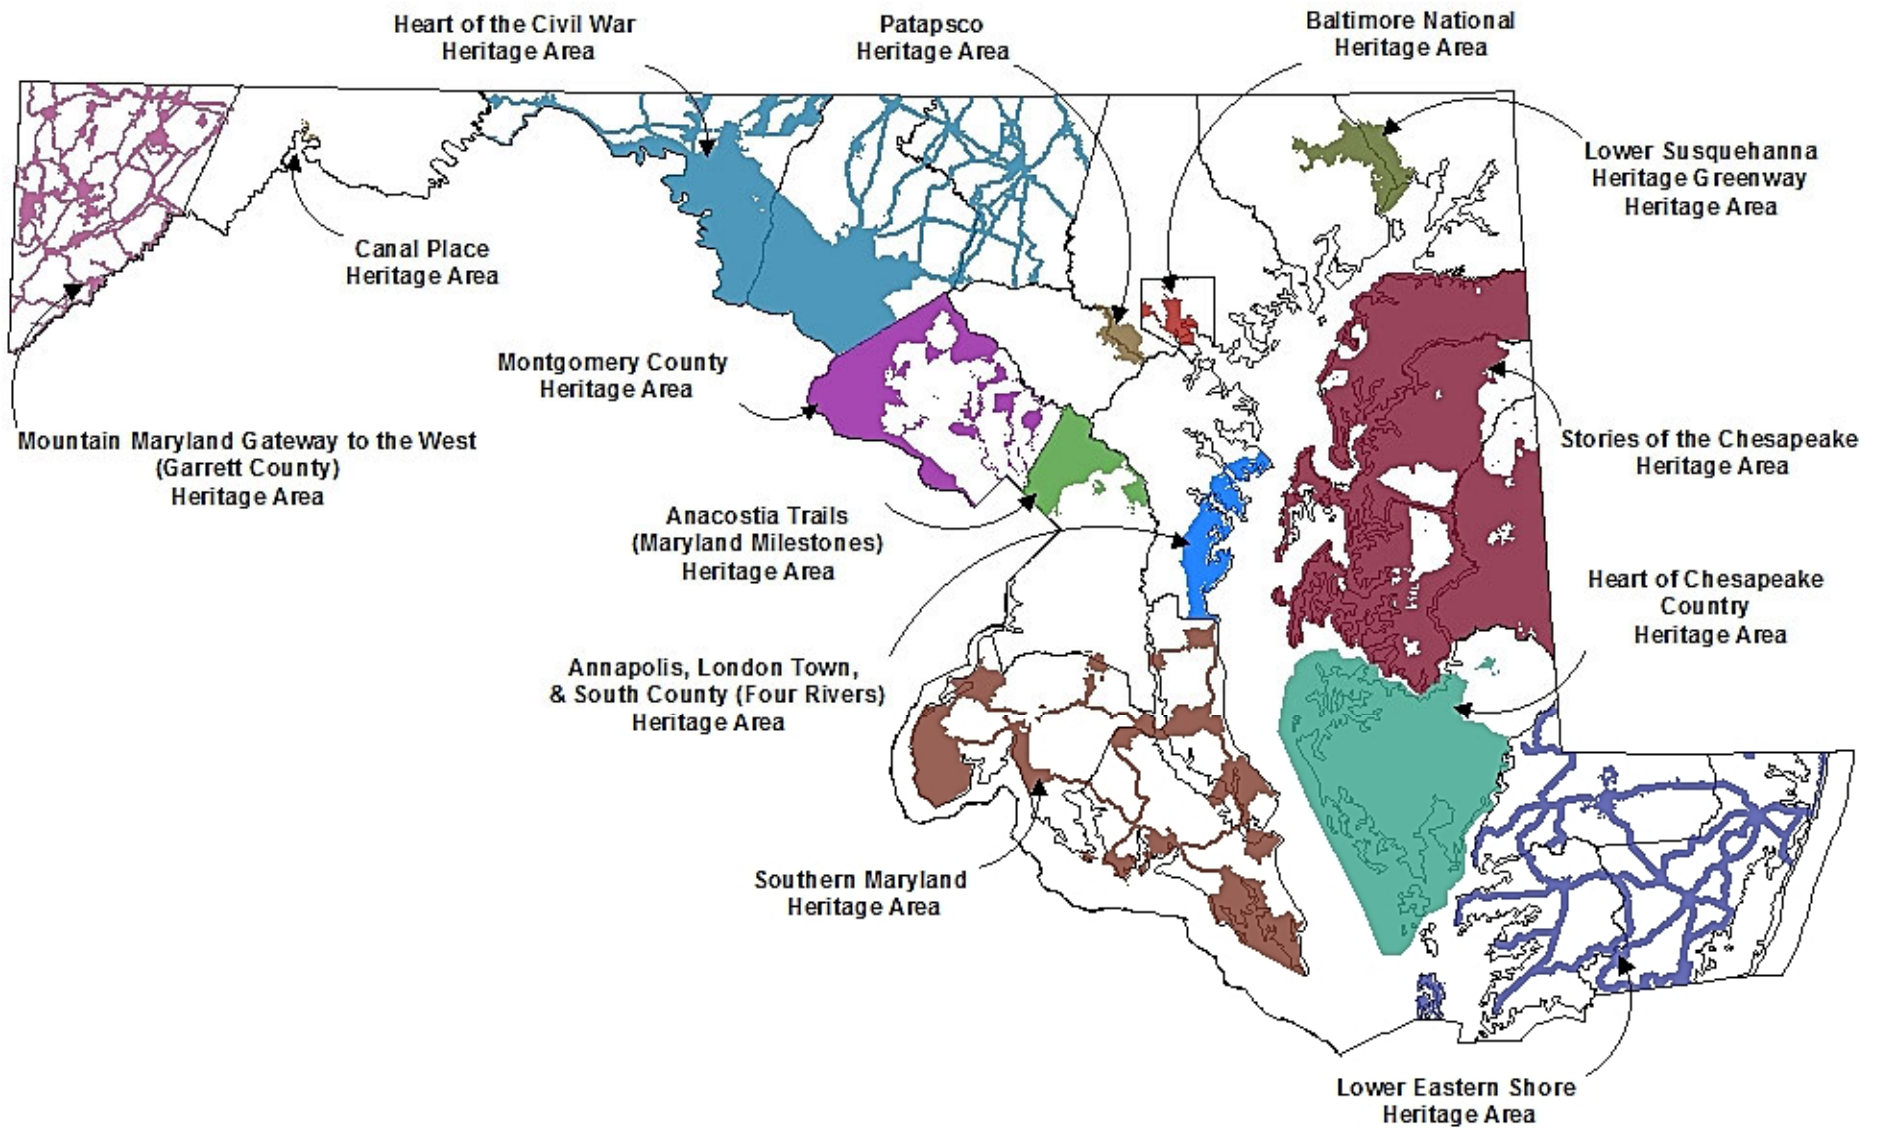 Heart of the Civil War
Heritage Area
Patapsco
Heritage Area
Baltimore National
Heritage Area
Lower Susquehanna
Heritage Greenway
Heritage Area
Canal Place
Heritage Area
Montgomery County
Heritage Area
Mountain Maryland Gateway to the West
(Garrett County)
Heritage Area
Stories of the Chesapeake
Heritage Area
Anacostia Trails
(Maryland Milestones)
Heritage Area
Heart of Chesapeake
Country
Heritage Area
Annapolis, London Town,
& South County (Four Rivers)
Heritage Area
Southern Maryland
Heritage Area
Lower Eastern Shore
Heritage Area